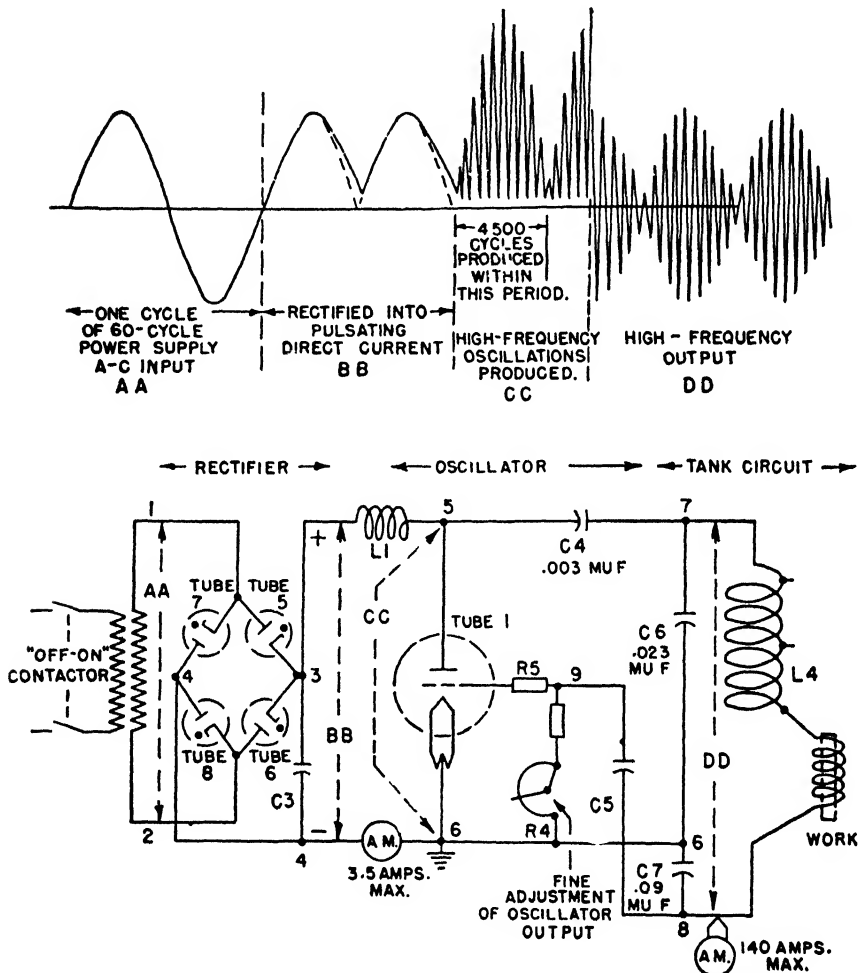 4500
CYCLES
PRODUCED
WITHIN
THIS PERIOD.
ONE CYCLE
OF 60-CYCLE
POWER SUPPLY
A-C INPUT
AA
RECTIFIED INTO
PULSATING
DIRECT CURRENT
BB
HIGH-FREQUENCY
OSCILLATIONS
PRODUCED.
CC
HIGH-FREQUENCY
OUTPUT
DD
RECTIFIER
OSCILLATOR
TANK CIRCUIT
1
AA
TUBE
7
TUBE
5
"OFF-ON"
CONTACTOR
4
3
TUBE
8
TUBE
6
C3
2
4
+
BB
-
L1
5
CC
TUBE 1
C4
.003 MUF
7
R5
9
C6
.023
MU F
L4
DD
C5
R4
A.M.
3.5 AMPS.
MAX.
6
6
C7
.09
MU F
8
WORK
FINE
ADJUSTMENT
OF OSCILLATOR
OUTPUT
A.M.
140 AMPS.
MAX.